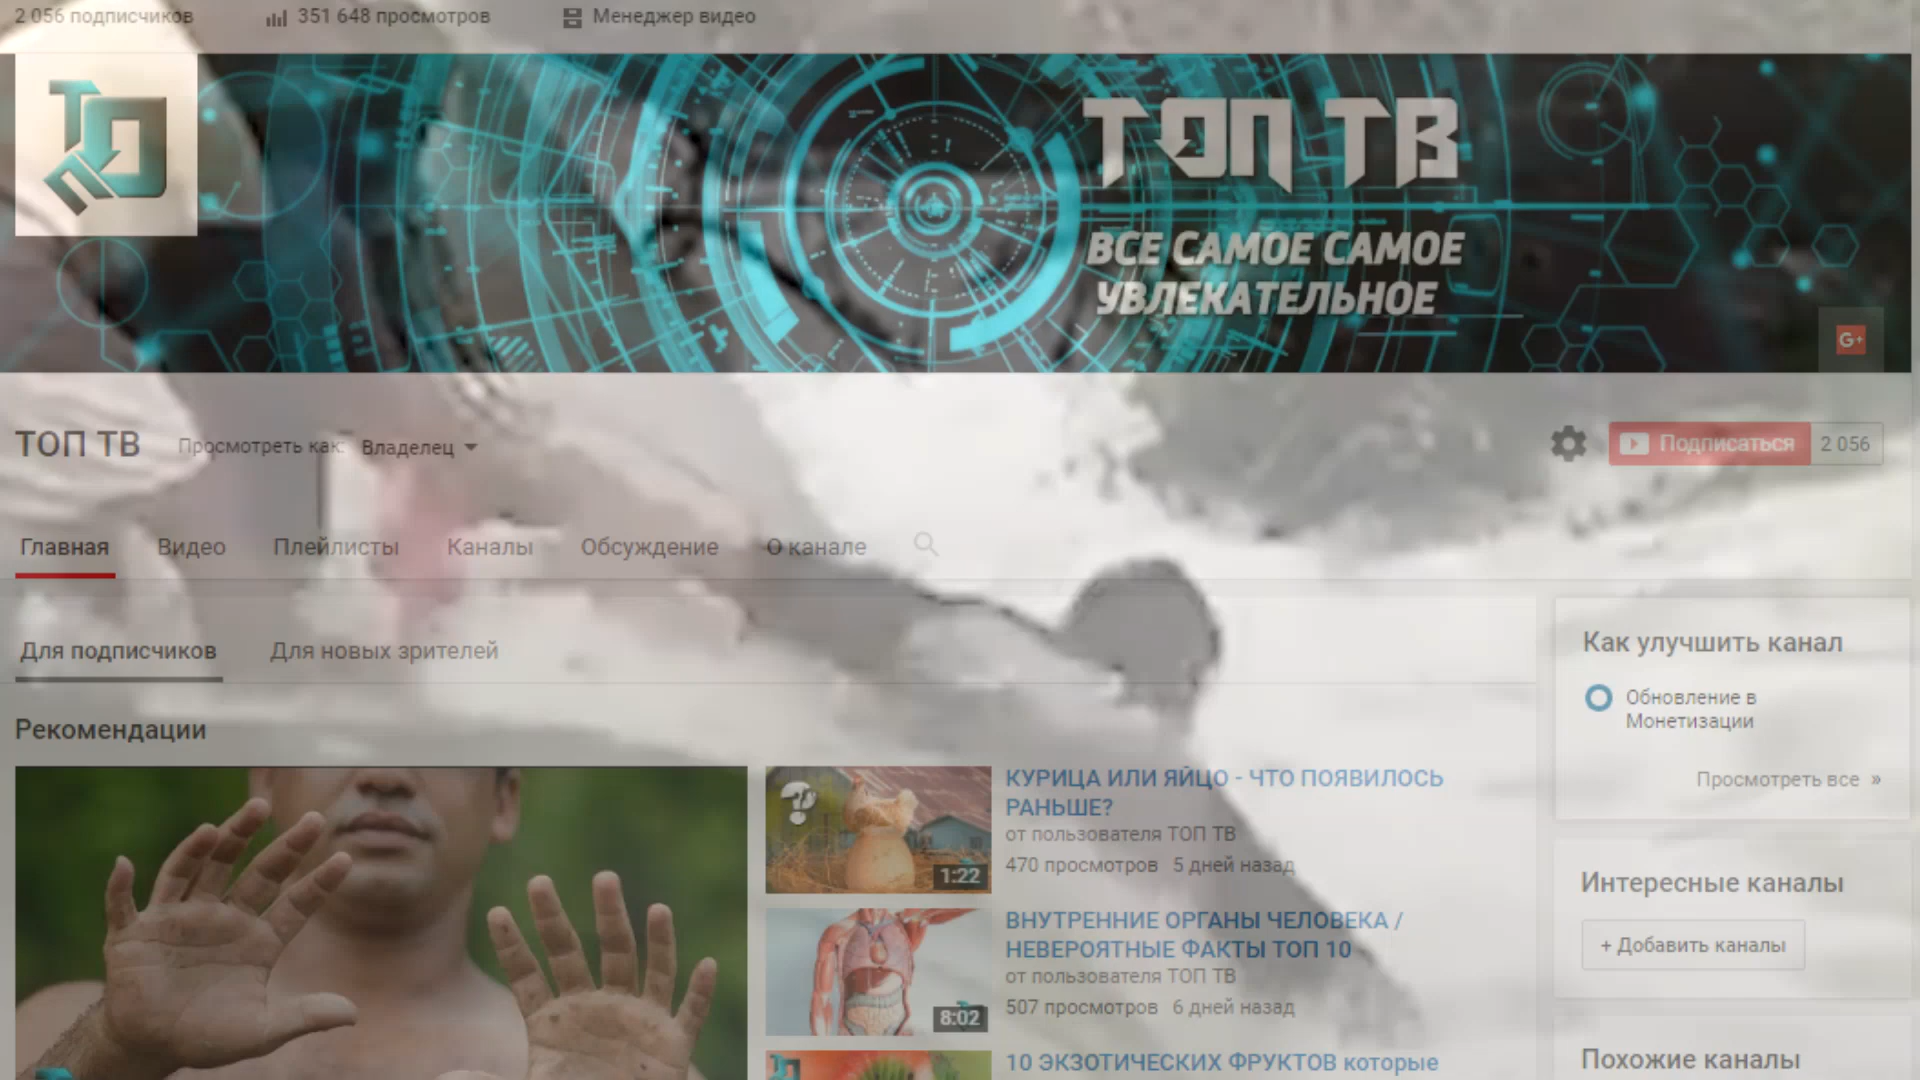 2 056 подписчиков
351 648 просмотров
Менеджер видео
ТОП
ТОП ТВ
ВСЕ САМОЕ САМОЕ
УВЛЕКАТЕЛЬНОЕ
G+
ТОП ТВ
Просмотреть как:
Владелец
Подписаться
2 056
Главная
Видео
Плейлисты
Каналы
Обсуждение
О канале
Для подписчиков
Для новых зрителей
Рекомендации
КУРИЦА ИЛИ ЯЙЦО - ЧТО ПОЯВИЛОСЬ
РАНЬШЕ?
от пользователя ТОП ТВ
470 просмотров 5 дней назад
?
1:22
ВНУТРЕННИЕ ОРГАНЫ ЧЕЛОВЕКА /
НЕВЕРОЯТНЫЕ ФАКТЫ ТОП 10
от пользователя ТОП ТВ
507 просмотров 6 дней назад
8:02
10 ЭКЗОТИЧЕСКИХ ФРУКТОВ которые
Как улучшить канал
Обновление в
Монетизации
Просмотреть все »
Интересные каналы
+ Добавить каналы
Похожие каналы